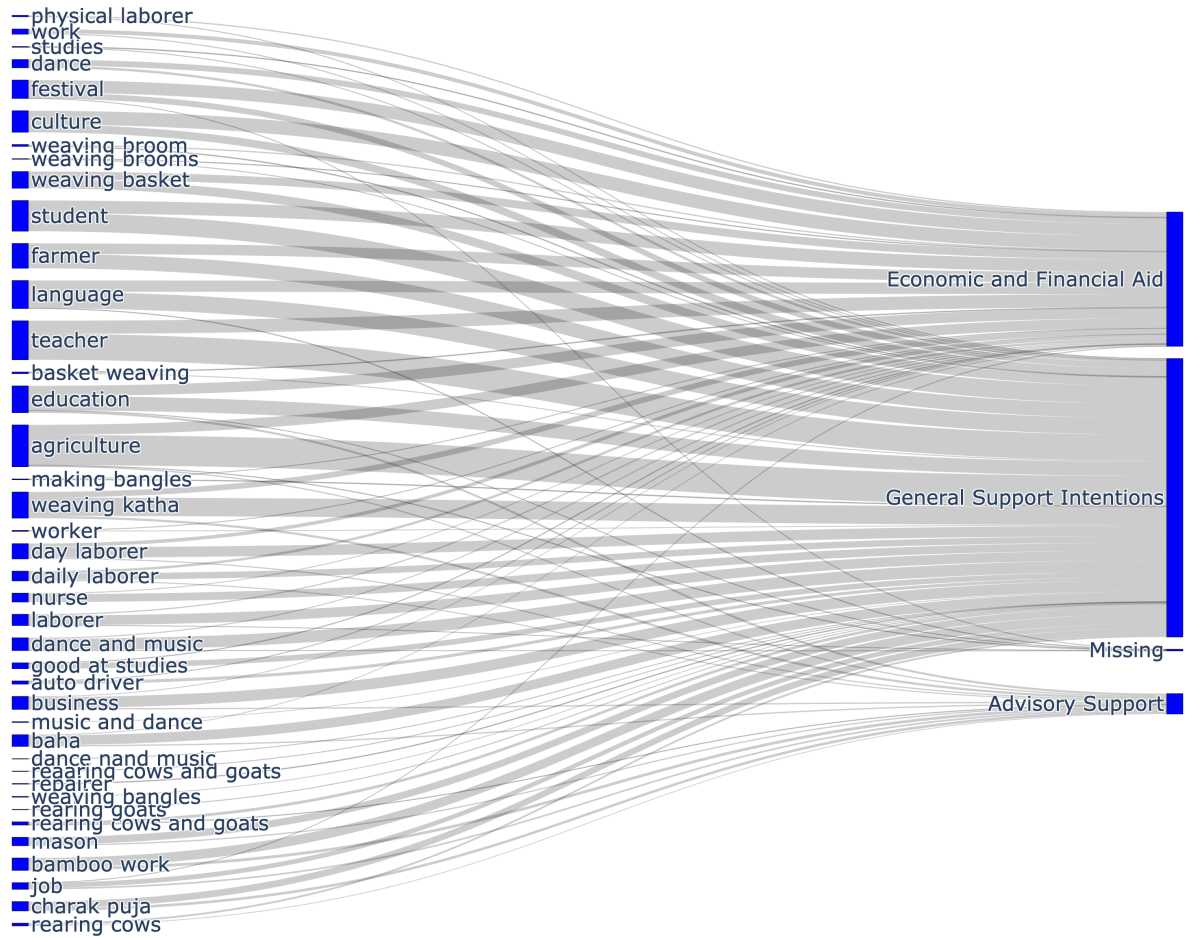 physical laborer
work
studies
dance
festival
culture
weaving broom
weaving brooms
weaving basket
student
farmer
language
teacher
basket weaving
education
agriculture
making bangles
weaving katha
worker
day laborer
daily laborer
nurse
laborer
dance and music
good at studies
auto driver
business
music and dance
baha
dance nand music
reaaring cows and goats
repairer
weaving bangles
rearing goats
rearing cows and goats
mason
bamboo work
job
charak puja
rearing cows
Economic and Financial Aid
General Support Intentions
Missing
Advisory Support